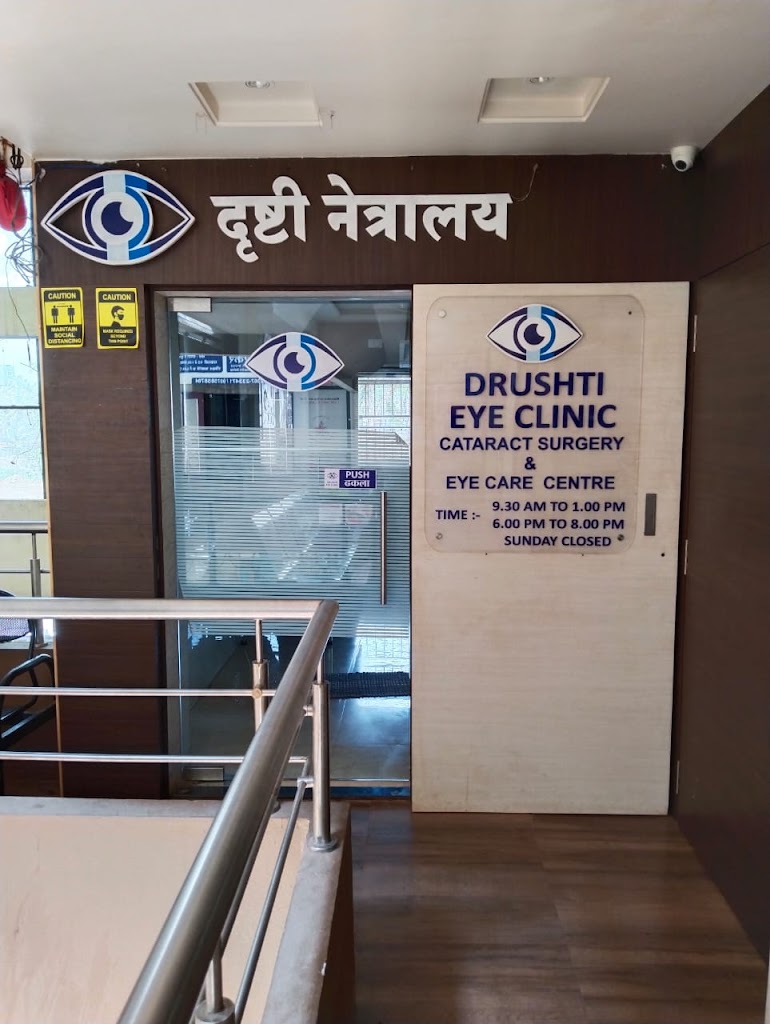 दृष्टी नेत्रालय
CAUTION
MAINTAIN
SOCIAL
DISTANCING
CAUTION
MASK REQUIRED
BEYOND
THIS POINT
PUSH
ढकला
DRUSHTI
EYE CLINIC
CATARACT SURGERY
&
EYE CARE CENTRE
TIME :- 9.30 AM TO 1.00 PM
6.00 PM TO 8.00 PM
SUNDAY CLOSED